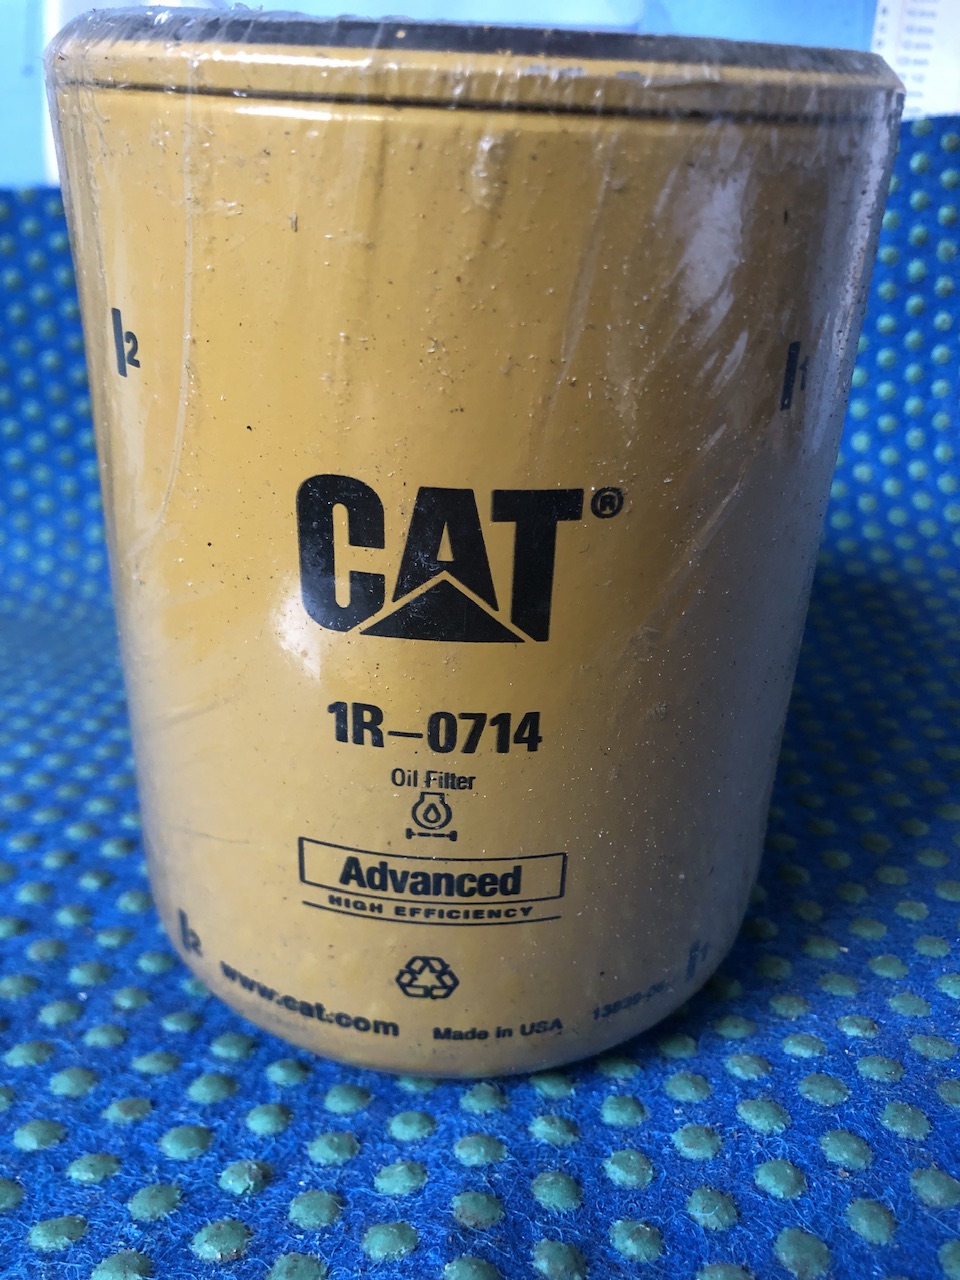 2
1
CAT®
1R–0714
Oil Filter
Advanced
HIGH EFFICIENCY
2
1
www.cat.com
Made in USA